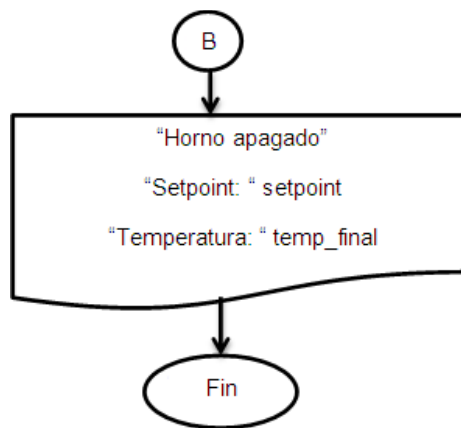 B
“Horno apagado”
“Setpoint: “ setpoint
“Temperatura: “ temp_final
Fin